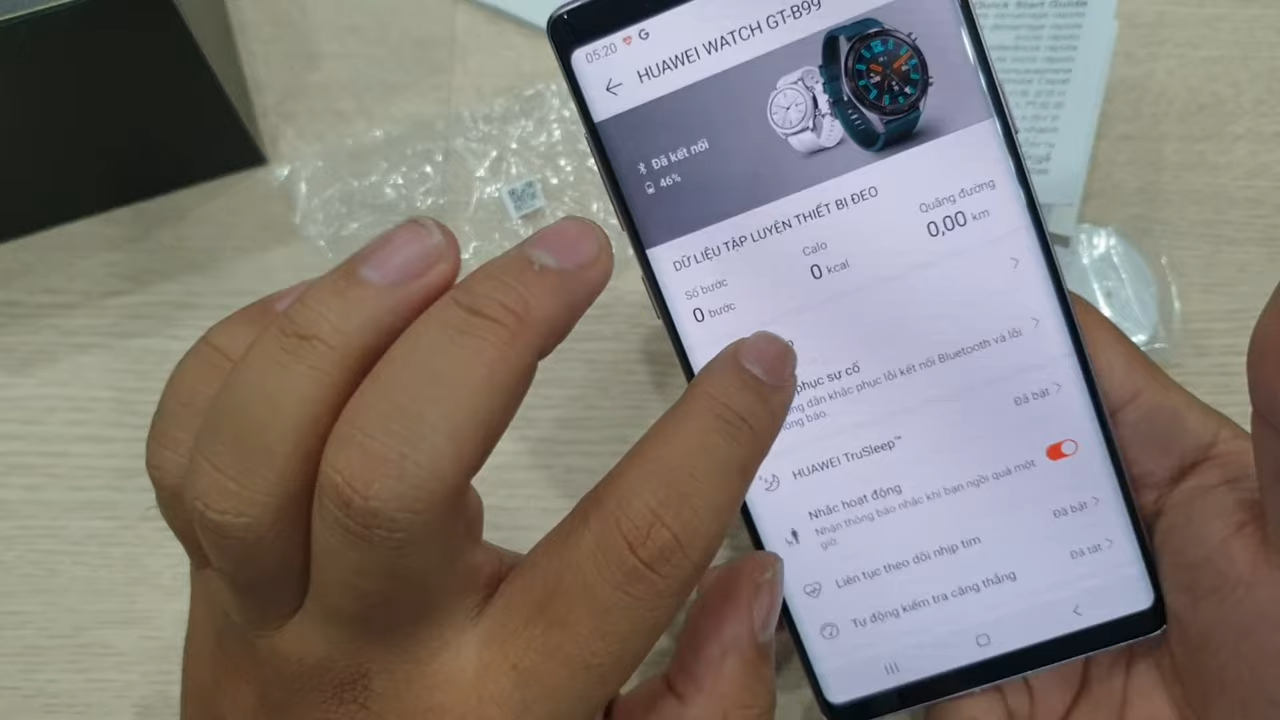 Quick Start Guide
05:20
HUAWEI WATCH GT-B99
Đã kết nối
46%
DỮ LIỆU TẬP LUYỆN THIẾT BỊ ĐEO
Số bước
Calo
Quãng đường
0 bước
0 kcal
0,00 km
phục sự cố
dẫn khắc phục lỗi kết nối Bluetooth và lỗi
báo.
HUAWEI TruSleep™
Đã bật
Nhắc hoạt động
Nhận thông báo nhắc khi bạn ngồi quá một
giờ.
Liên tục theo dõi nhịp tim
Đã bật
Tự động kiểm tra căng thẳng
Đã tắt